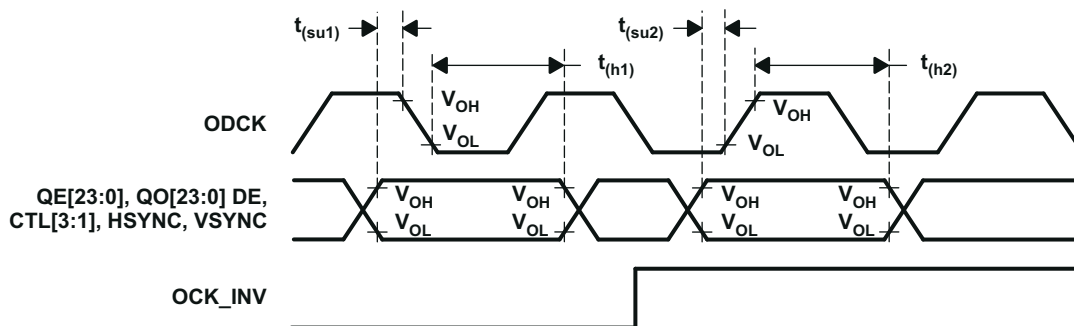 t(su1)
t(su2)
t(h1)
t(h2)
ODCK
VOH
VOL
VOH
VOL
QE[23:0], QO[23:0] DE,
CTL[3:1], HSYNC, VSYNC
VOH VOH VOH VOH
VOL VOL VOL VOL
OCK_INV